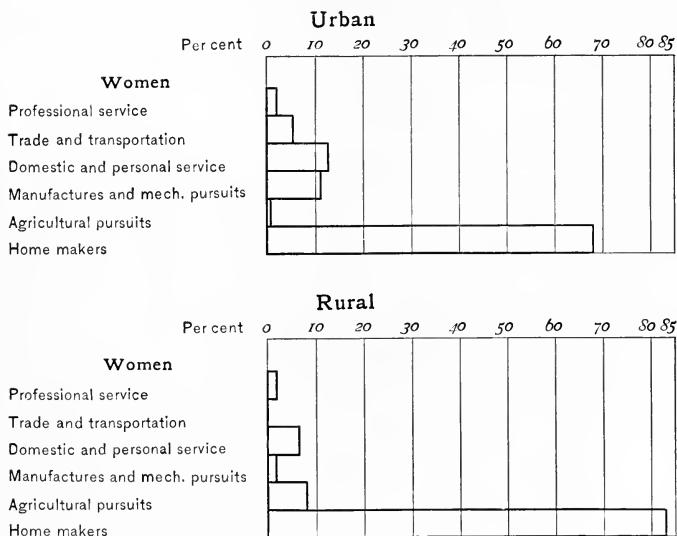 Urban
Per cent 0 10 20 30 40 50 60 70 80 85
Women
Professional service
Trade and transportation
Domestic and personal service
Manufactures and mech. pursuits
Agricultural pursuits
Home makers
Rural
Per cent 0 10 20 30 40 50 60 70 80 85
Women
Professional service
Trade and transportation
Domestic and personal service
Manufactures and mech. pursuits
Agricultural pursuits
Home makers